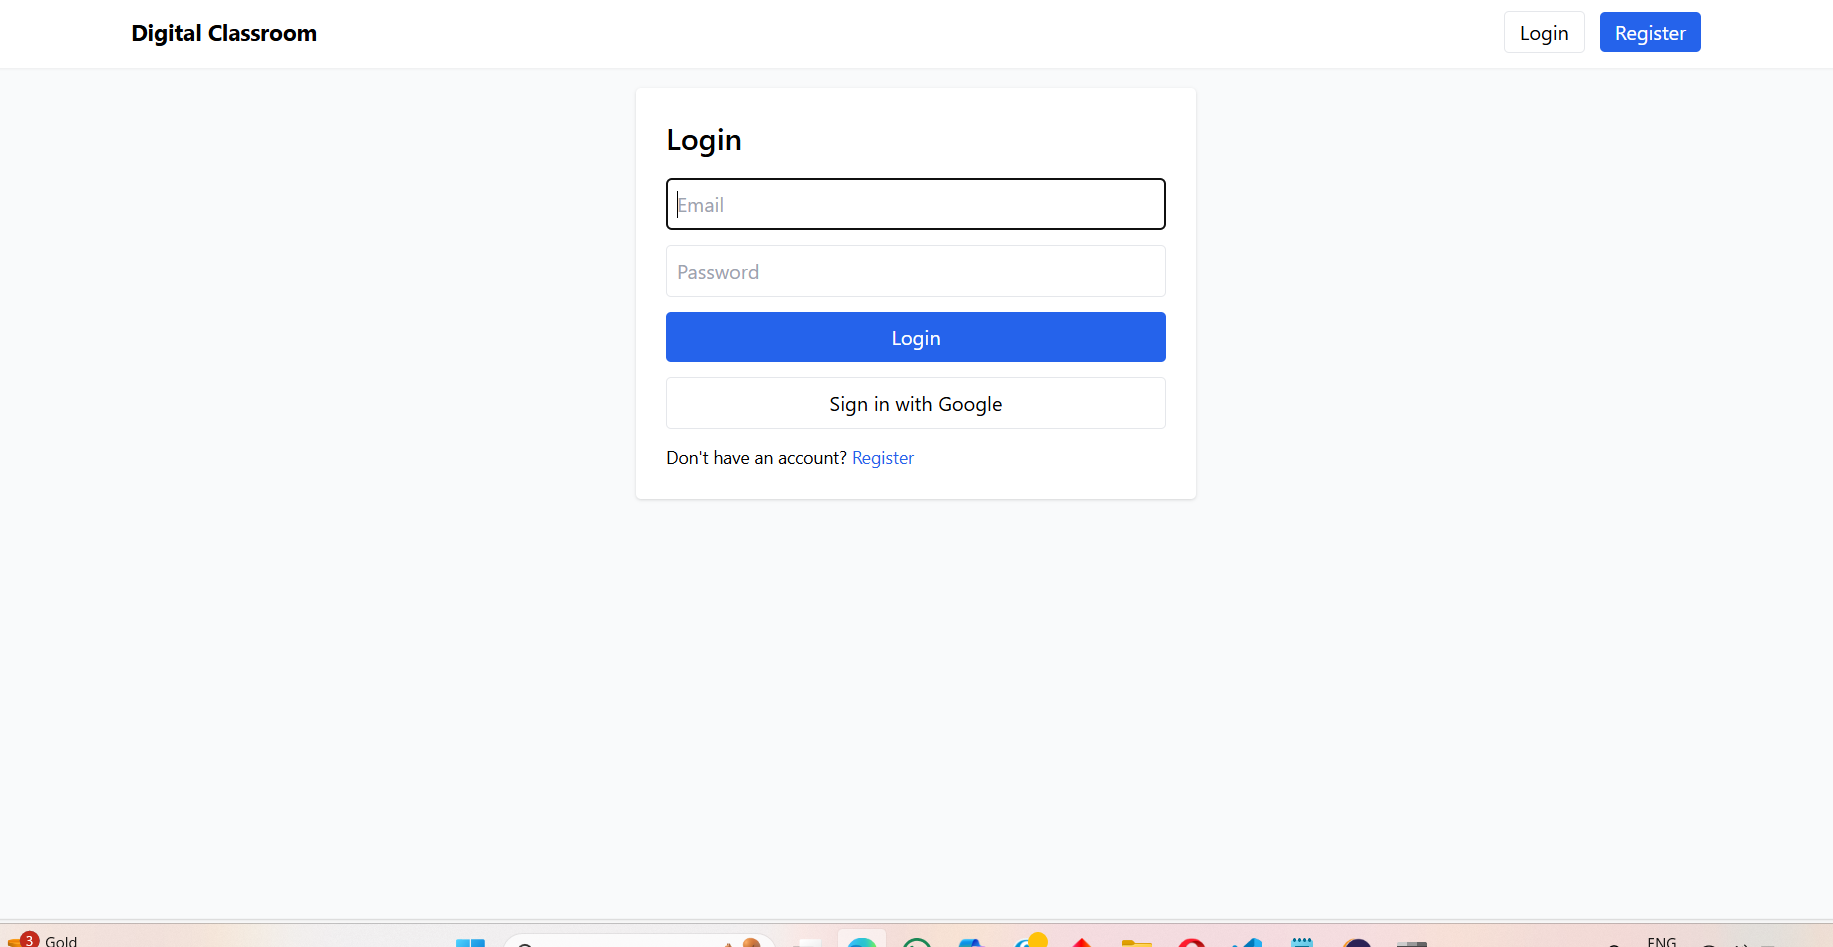 Digital Classroom
Login
Register
Login
Email
Password
Login
Sign in with Google
Don't have an account? Register
3
Gold
ENG